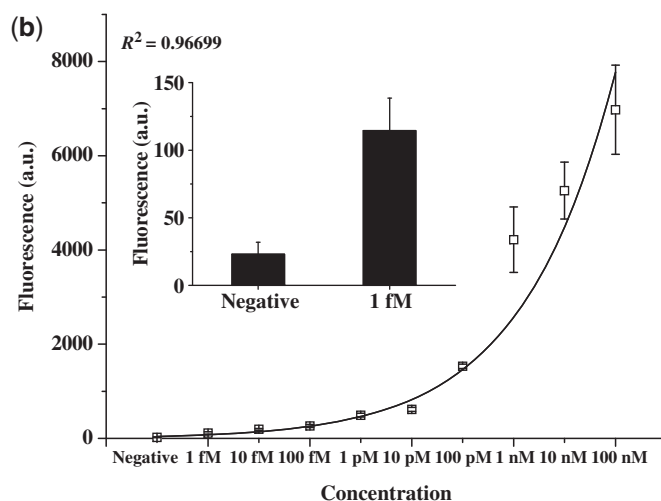 (b)
R² = 0.96699
8000
6000
4000
2000
0
Fluorescence (a.u.)
150
100
50
0
Fluorescence (a.u.)
Negative 1 fM
Negative 1 fM 10 fM 100 fM 1 pM 10 pM 100 pM 1 nM 10 nM 100 nM
Concentration